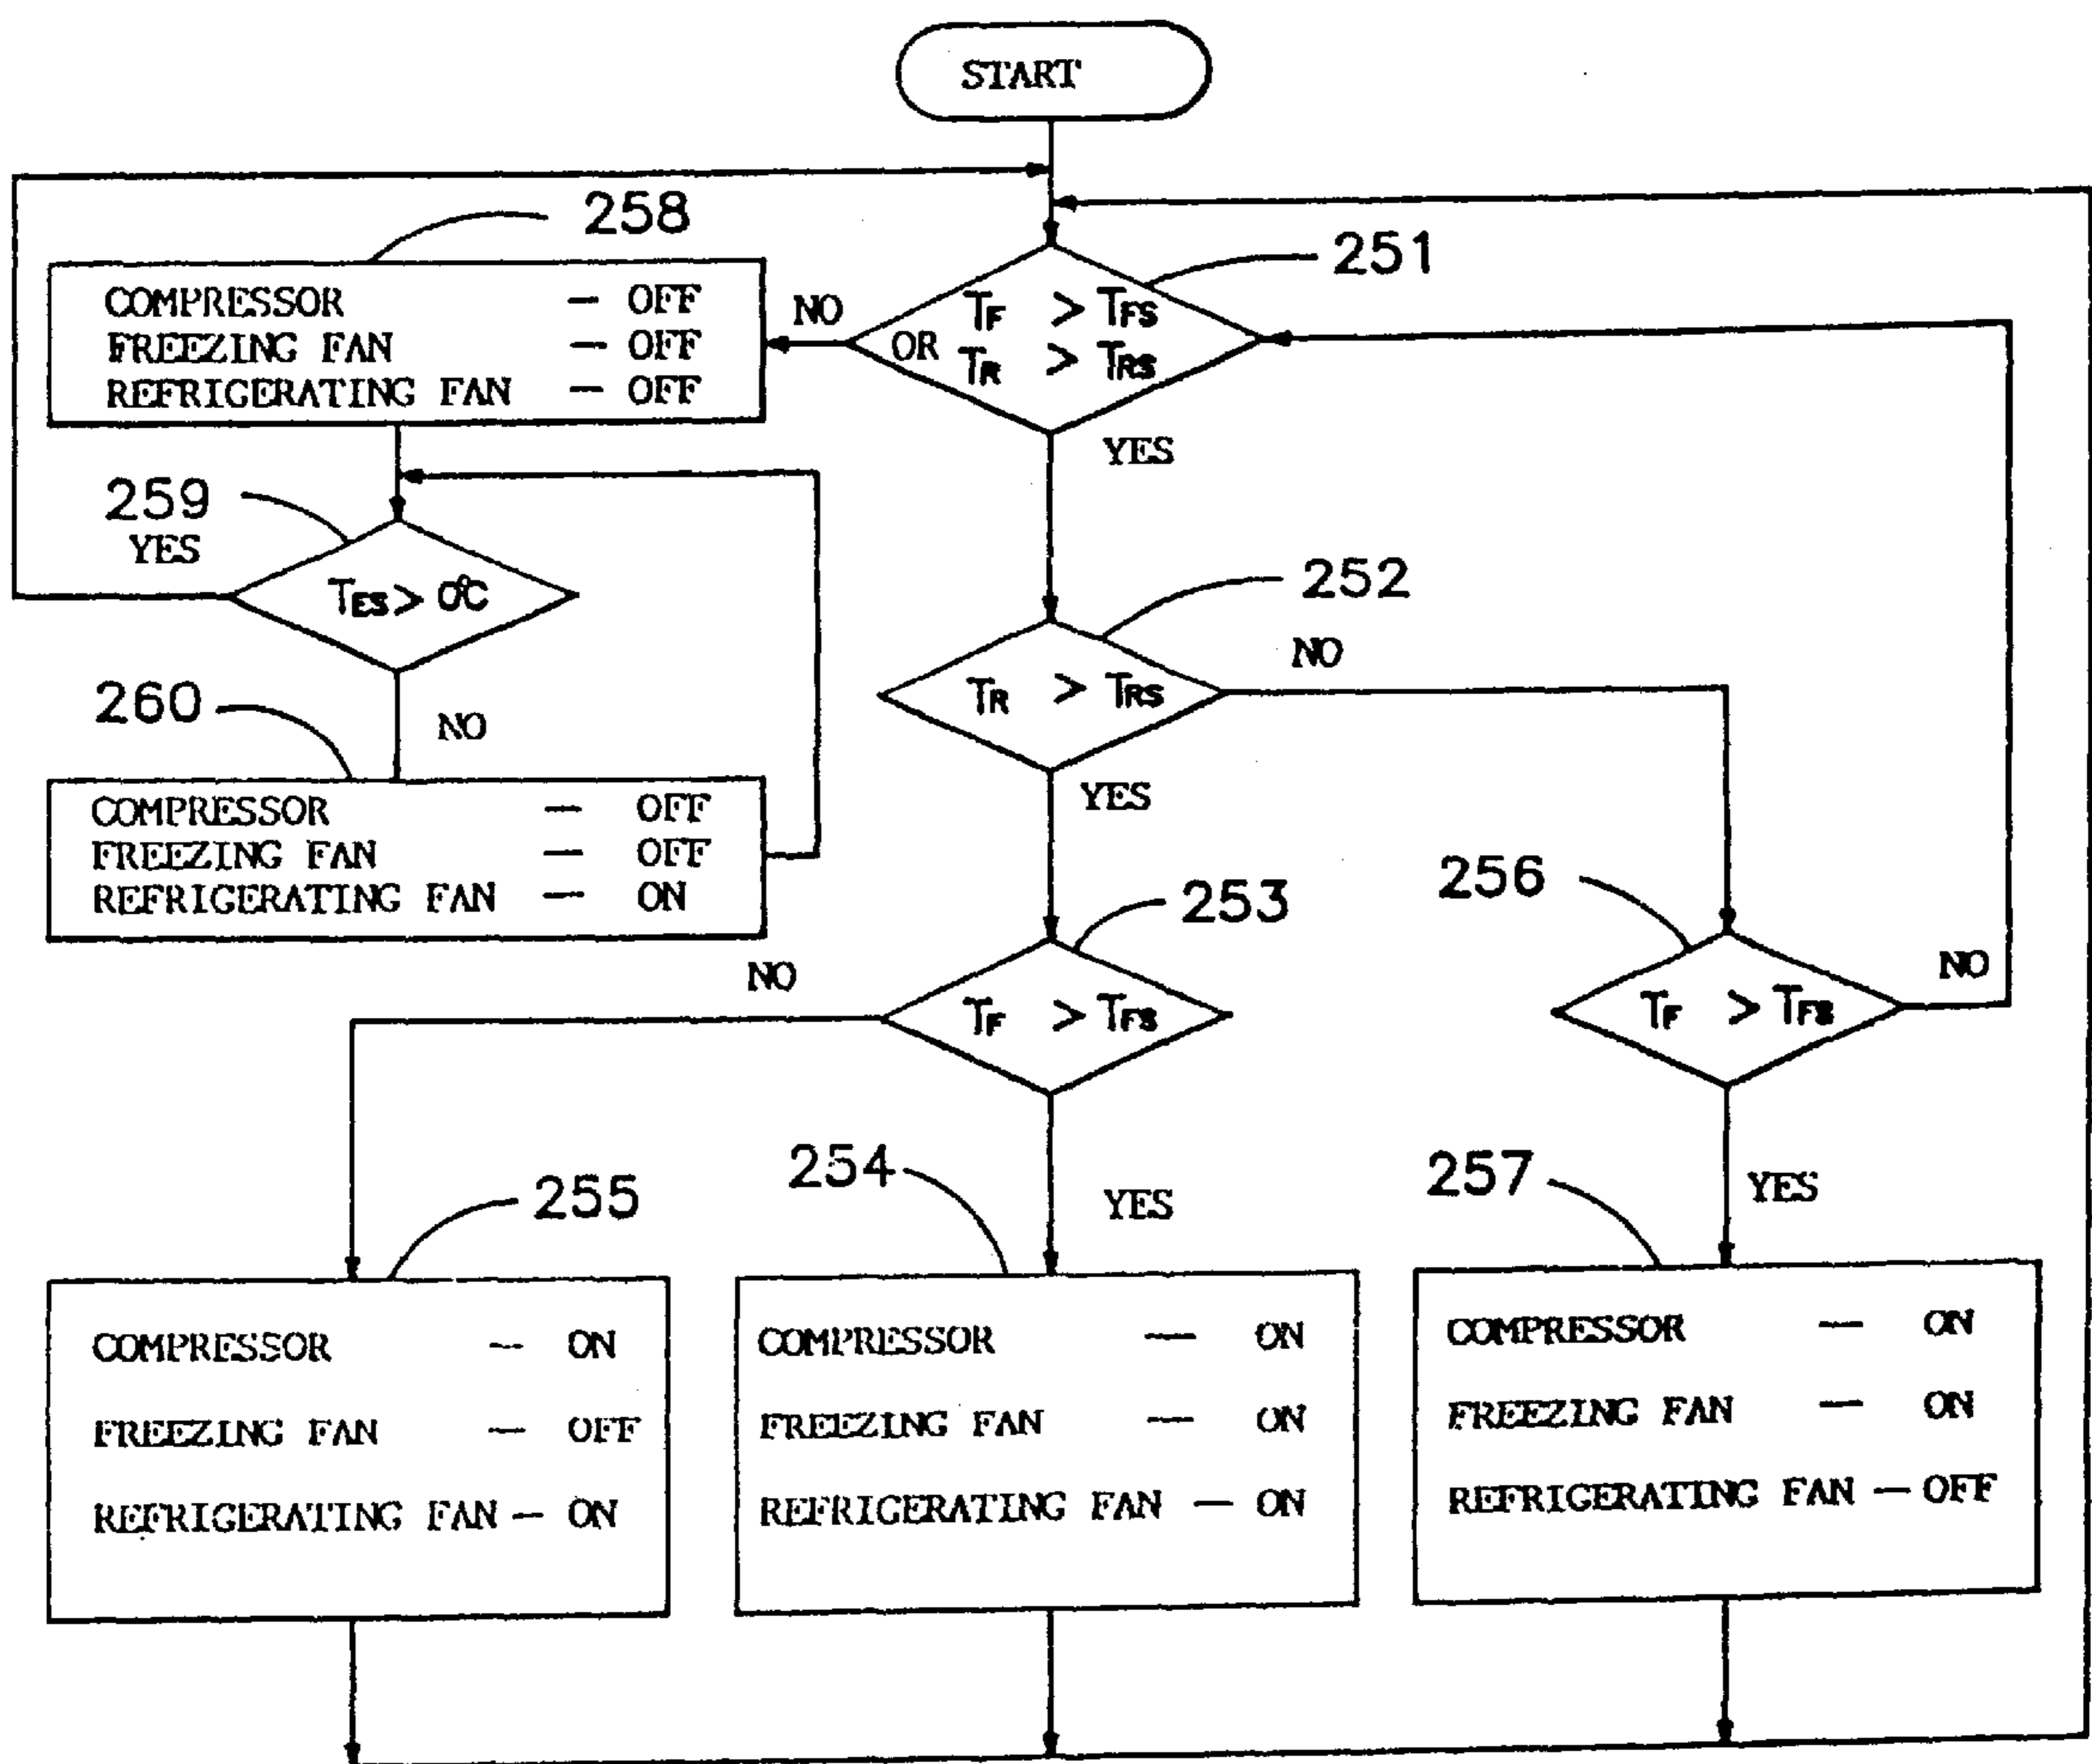 START
258
251
COMPRESSOR — OFF
FREEZING FAN — OFF
REFRIGERATING FAN — OFF
NO
TF > TFS
OR TR > TRS
YES
259
YES
TES > 0°C
252
NO
TR > TRS
260
NO
YES
COMPRESSOR — OFF
FREEZING FAN — OFF
REFRIGERATING FAN — ON
253
256
NO
TF > TFS
NO
TF > TFS
255
254
YES
257
YES
COMPRESSOR — ON
FREEZING FAN — OFF
REFRIGERATING FAN — ON
COMPRESSOR — ON
FREEZING FAN — ON
REFRIGERATING FAN — ON
COMPRESSOR — ON
FREEZING FAN — ON
REFRIGERATING FAN — OFF